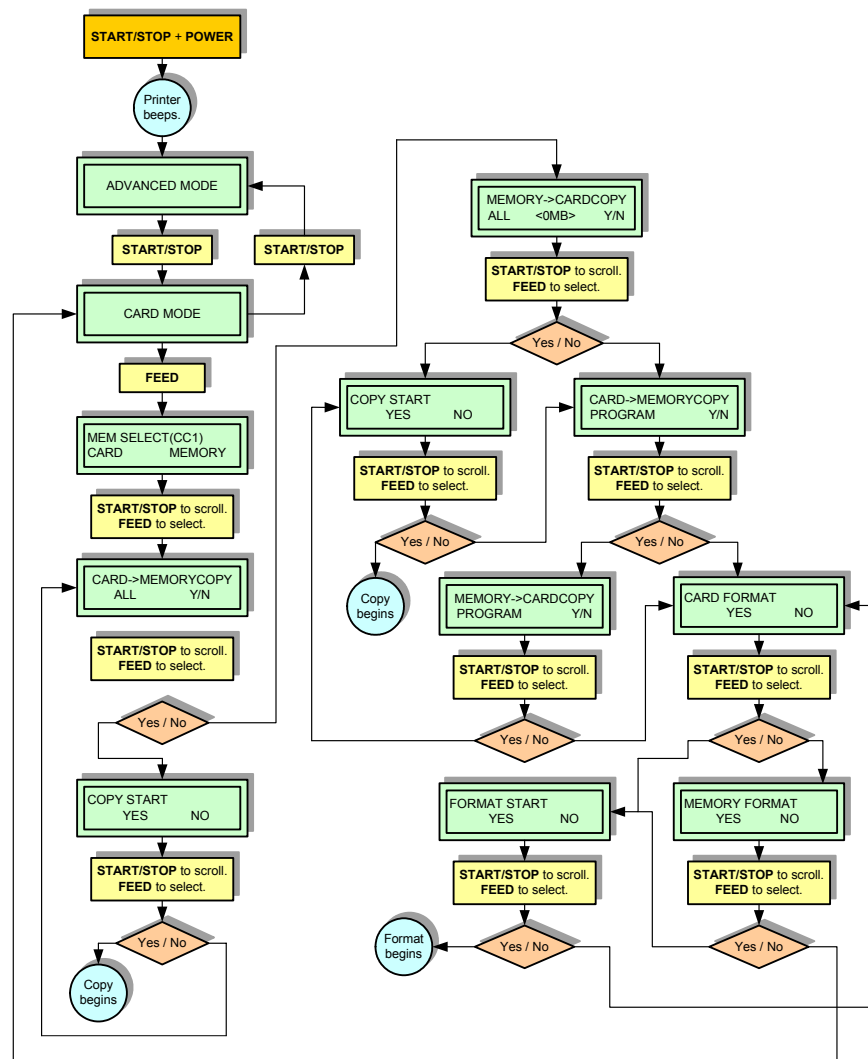 START/STOP + POWER
Printer
beeps.
ADVANCED MODE
START/STOP
START/STOP
CARD MODE
FEED
MEM SELECT(CC1)
CARD MEMORY
START/STOP to scroll.
FEED to select.
CARD->MEMORYCOPY
ALL Y/N
START/STOP to scroll.
FEED to select.
Yes / No
COPY START
YES NO
START/STOP to scroll.
FEED to select.
Yes / No
Copy
begins
MEMORY->CARDCOPY
ALL <0MB> Y/N
START/STOP to scroll.
FEED to select.
Yes / No
COPY START
YES NO
START/STOP to scroll.
FEED to select.
Yes / No
Copy
begins
CARD->MEMORYCOPY
PROGRAM Y/N
START/STOP to scroll.
FEED to select.
Yes / No
MEMORY->CARDCOPY
PROGRAM Y/N
START/STOP to scroll.
FEED to select.
Yes / No
CARD FORMAT
YES NO
START/STOP to scroll.
FEED to select.
Yes / No
FORMAT START
YES NO
START/STOP to scroll.
FEED to select.
Yes / No
Format
begins
MEMORY FORMAT
YES NO
START/STOP to scroll.
FEED to select.
Yes / No